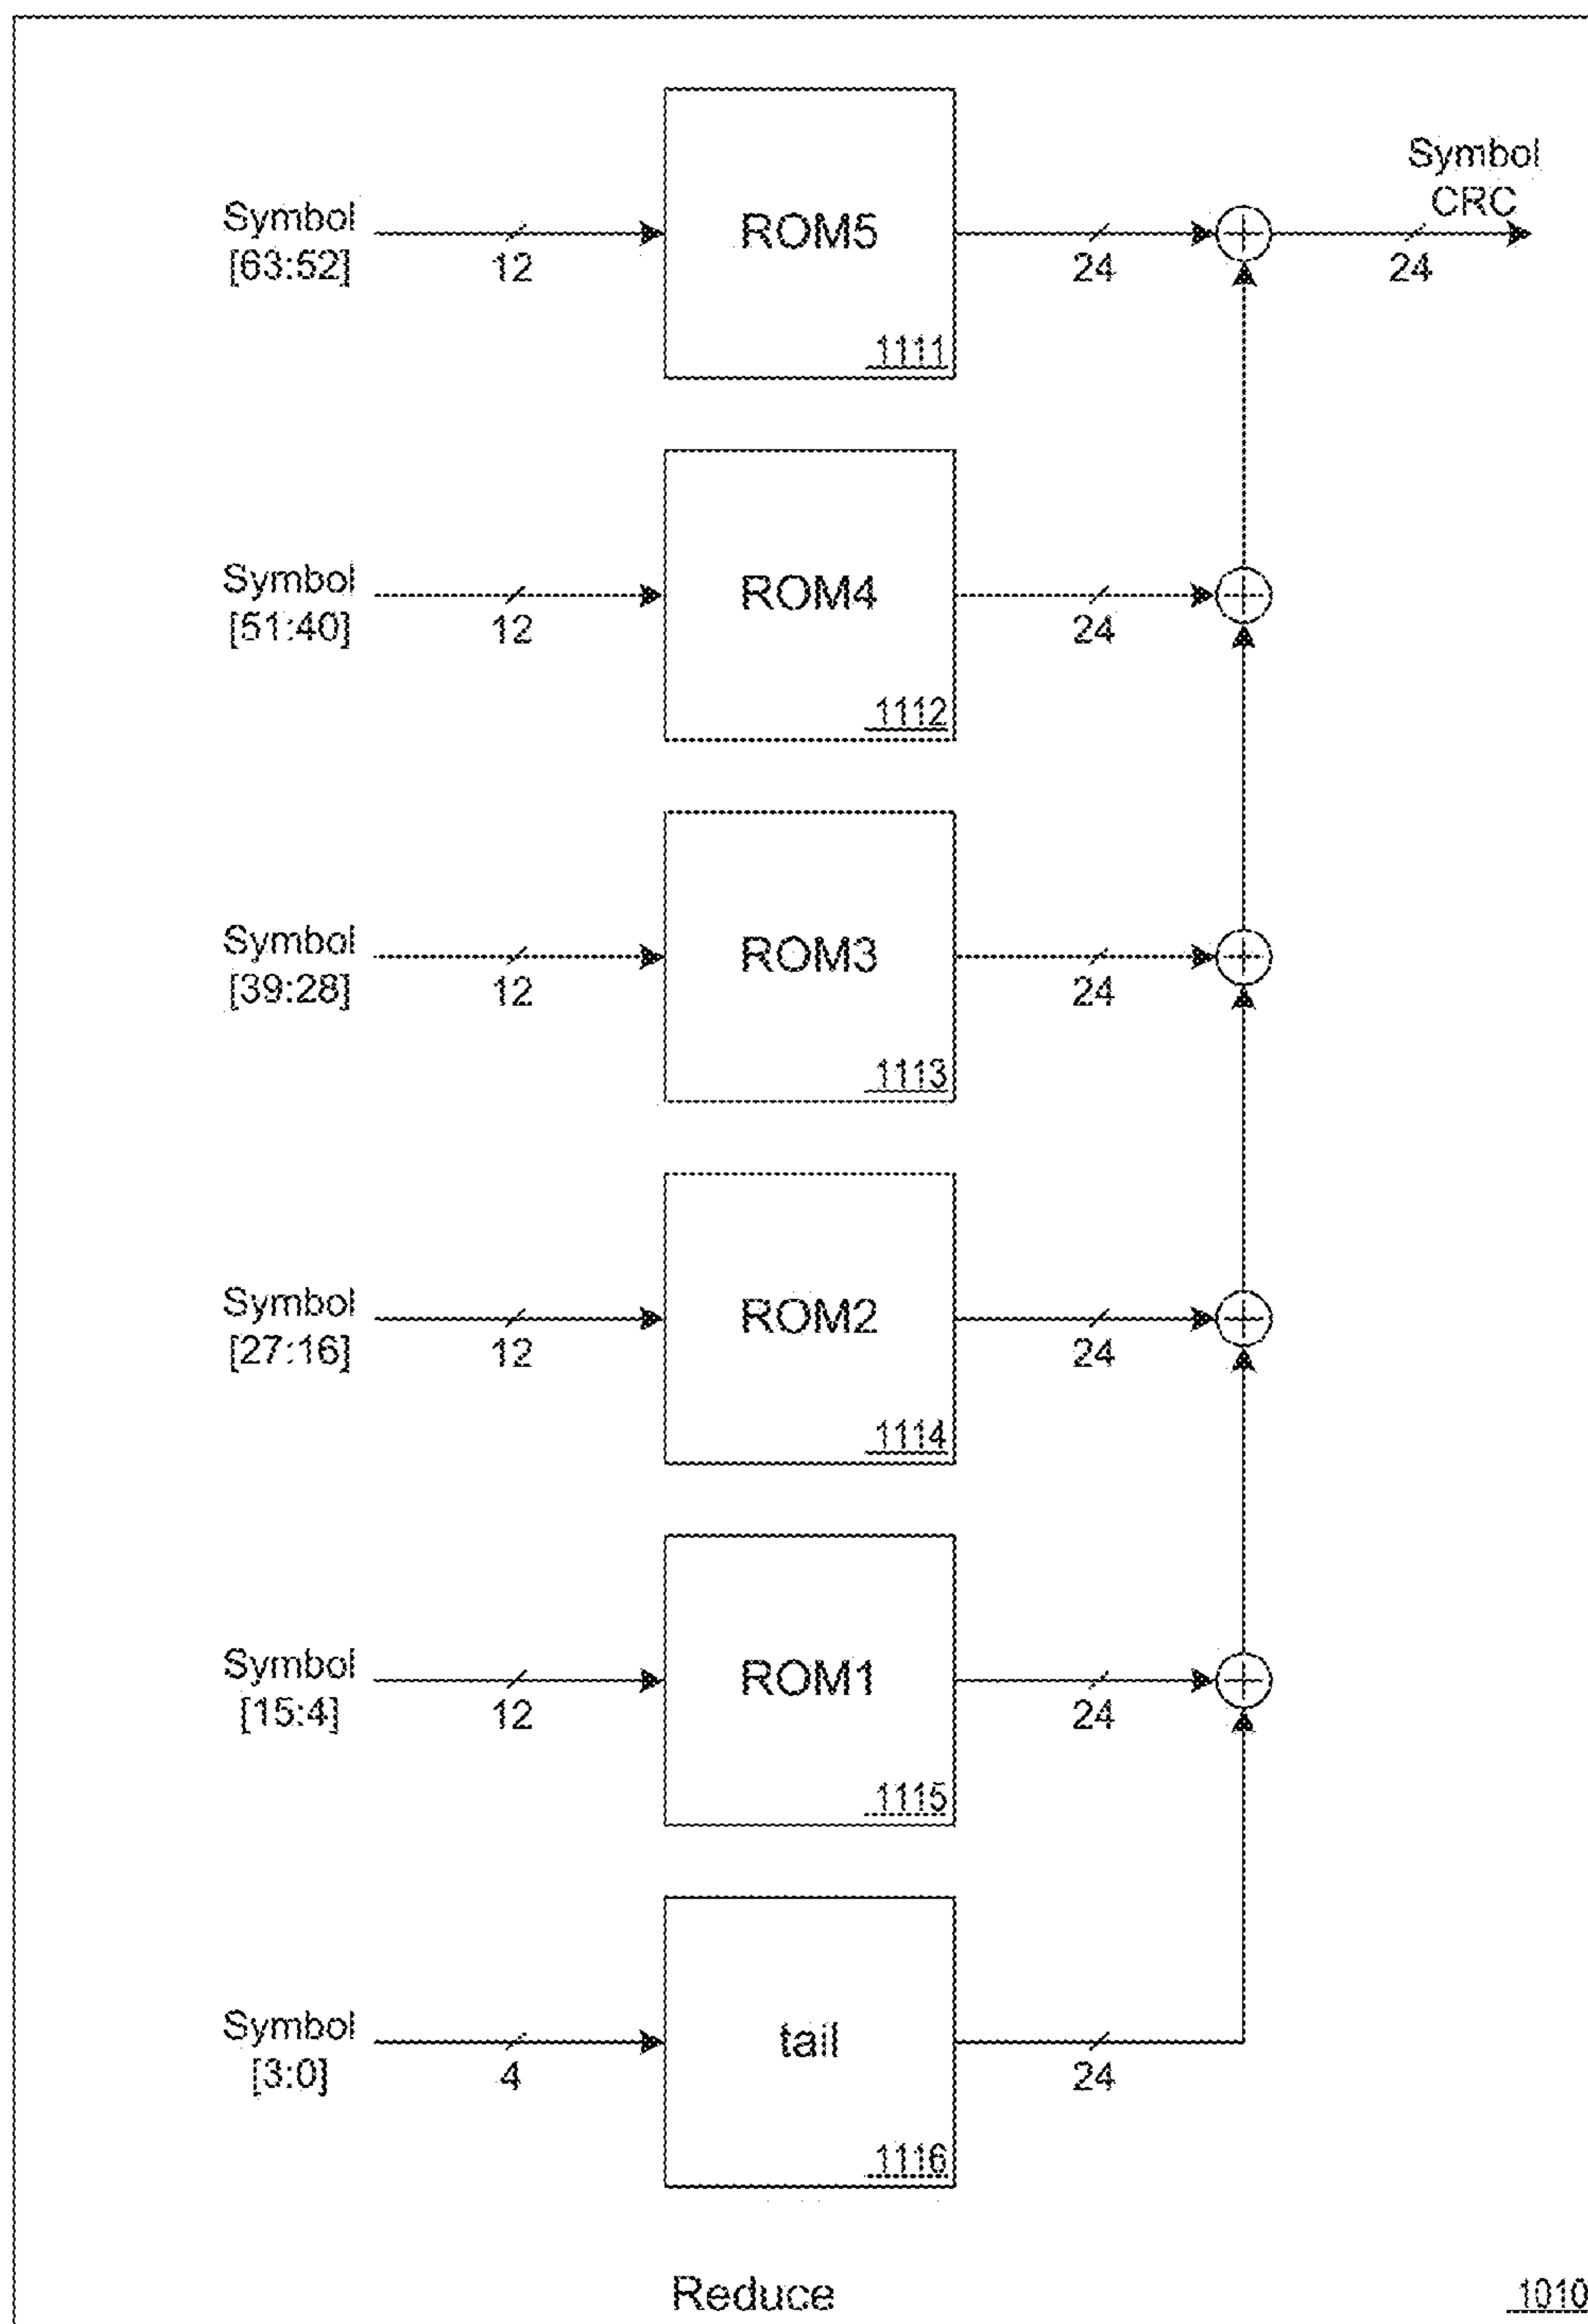 Symbol
CRC
Symbol
[63:52]
12
ROM5
24
24
1111
Symbol
[51:40]
12
ROM4
24
1112
Symbol
[39:28]
12
ROM3
24
1113
Symbol
[27:16]
12
ROM2
24
1114
Symbol
[15:4]
12
ROM1
24
1115
Symbol
[3:0]
4
tail
24
1116
Reduce
1010